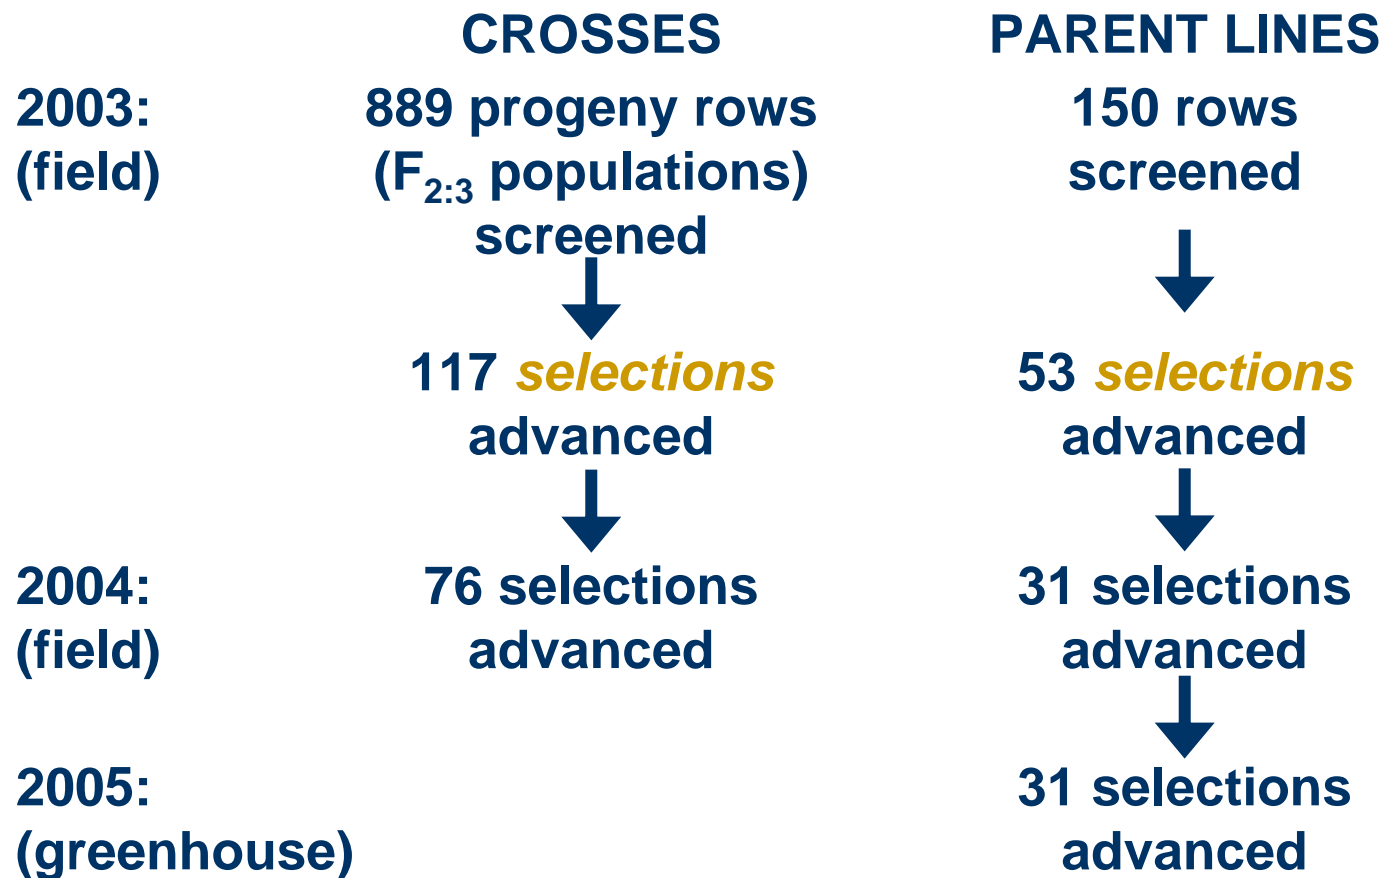 CROSSES PARENT LINES
2003: 889 progeny rows 150 rows
(field) (F2:3 populations) screened
screened
117 selections 53 selections
advanced advanced
2004: 76 selections 31 selections
(field) advanced advanced
2005: 31 selections
(greenhouse) advanced